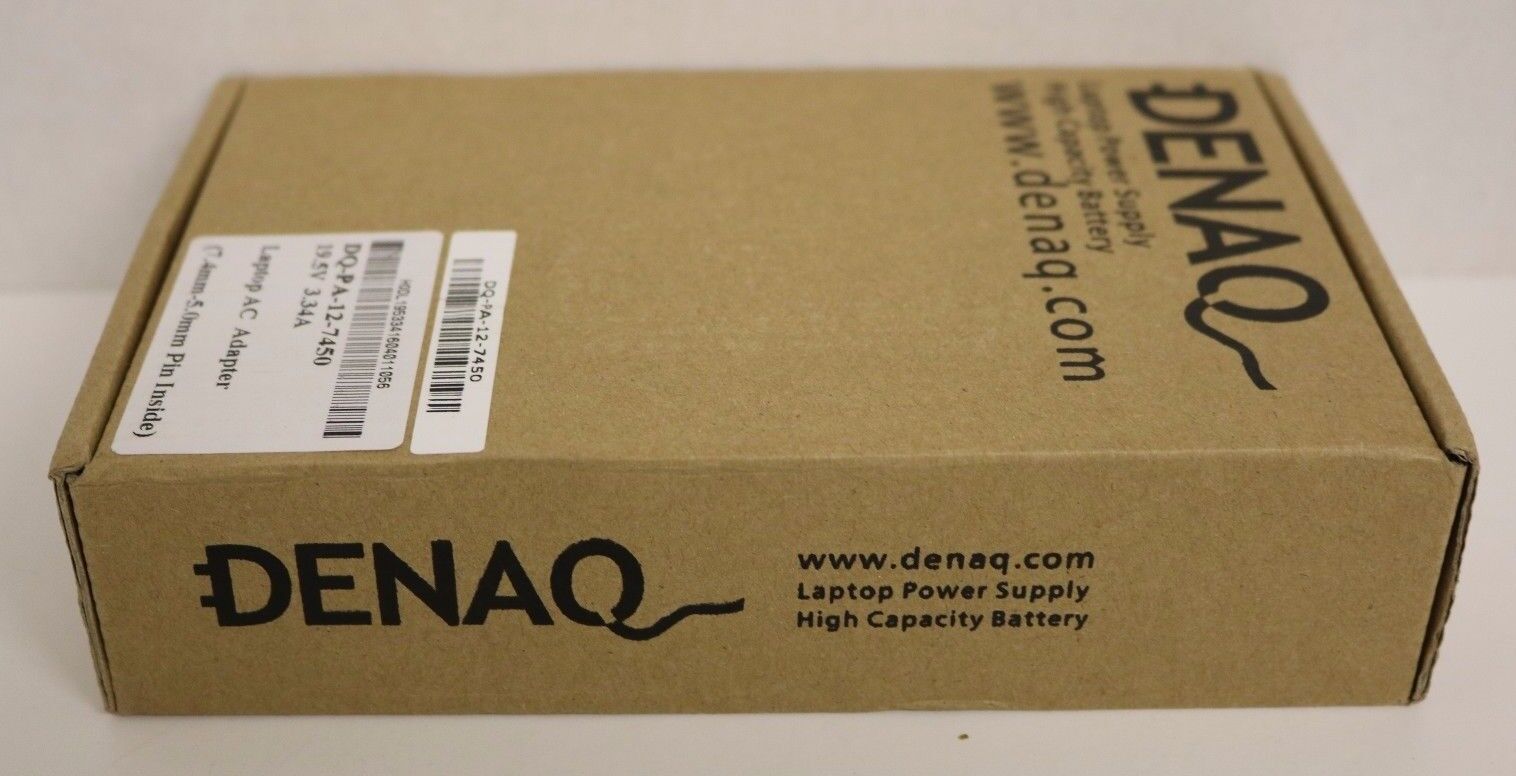 DENAQ
Laptop Power Supply
High Capacity Battery
www.denaq.com
DQ-PA-12-7450
HODL1953341604011056
DQ-PA-12-7450
19.5V 3.34A
Laptop AC Adapter
(7.4mm-5.0mm Pin Inside)
DENAQ
www.denaq.com
Laptop Power Supply
High Capacity Battery